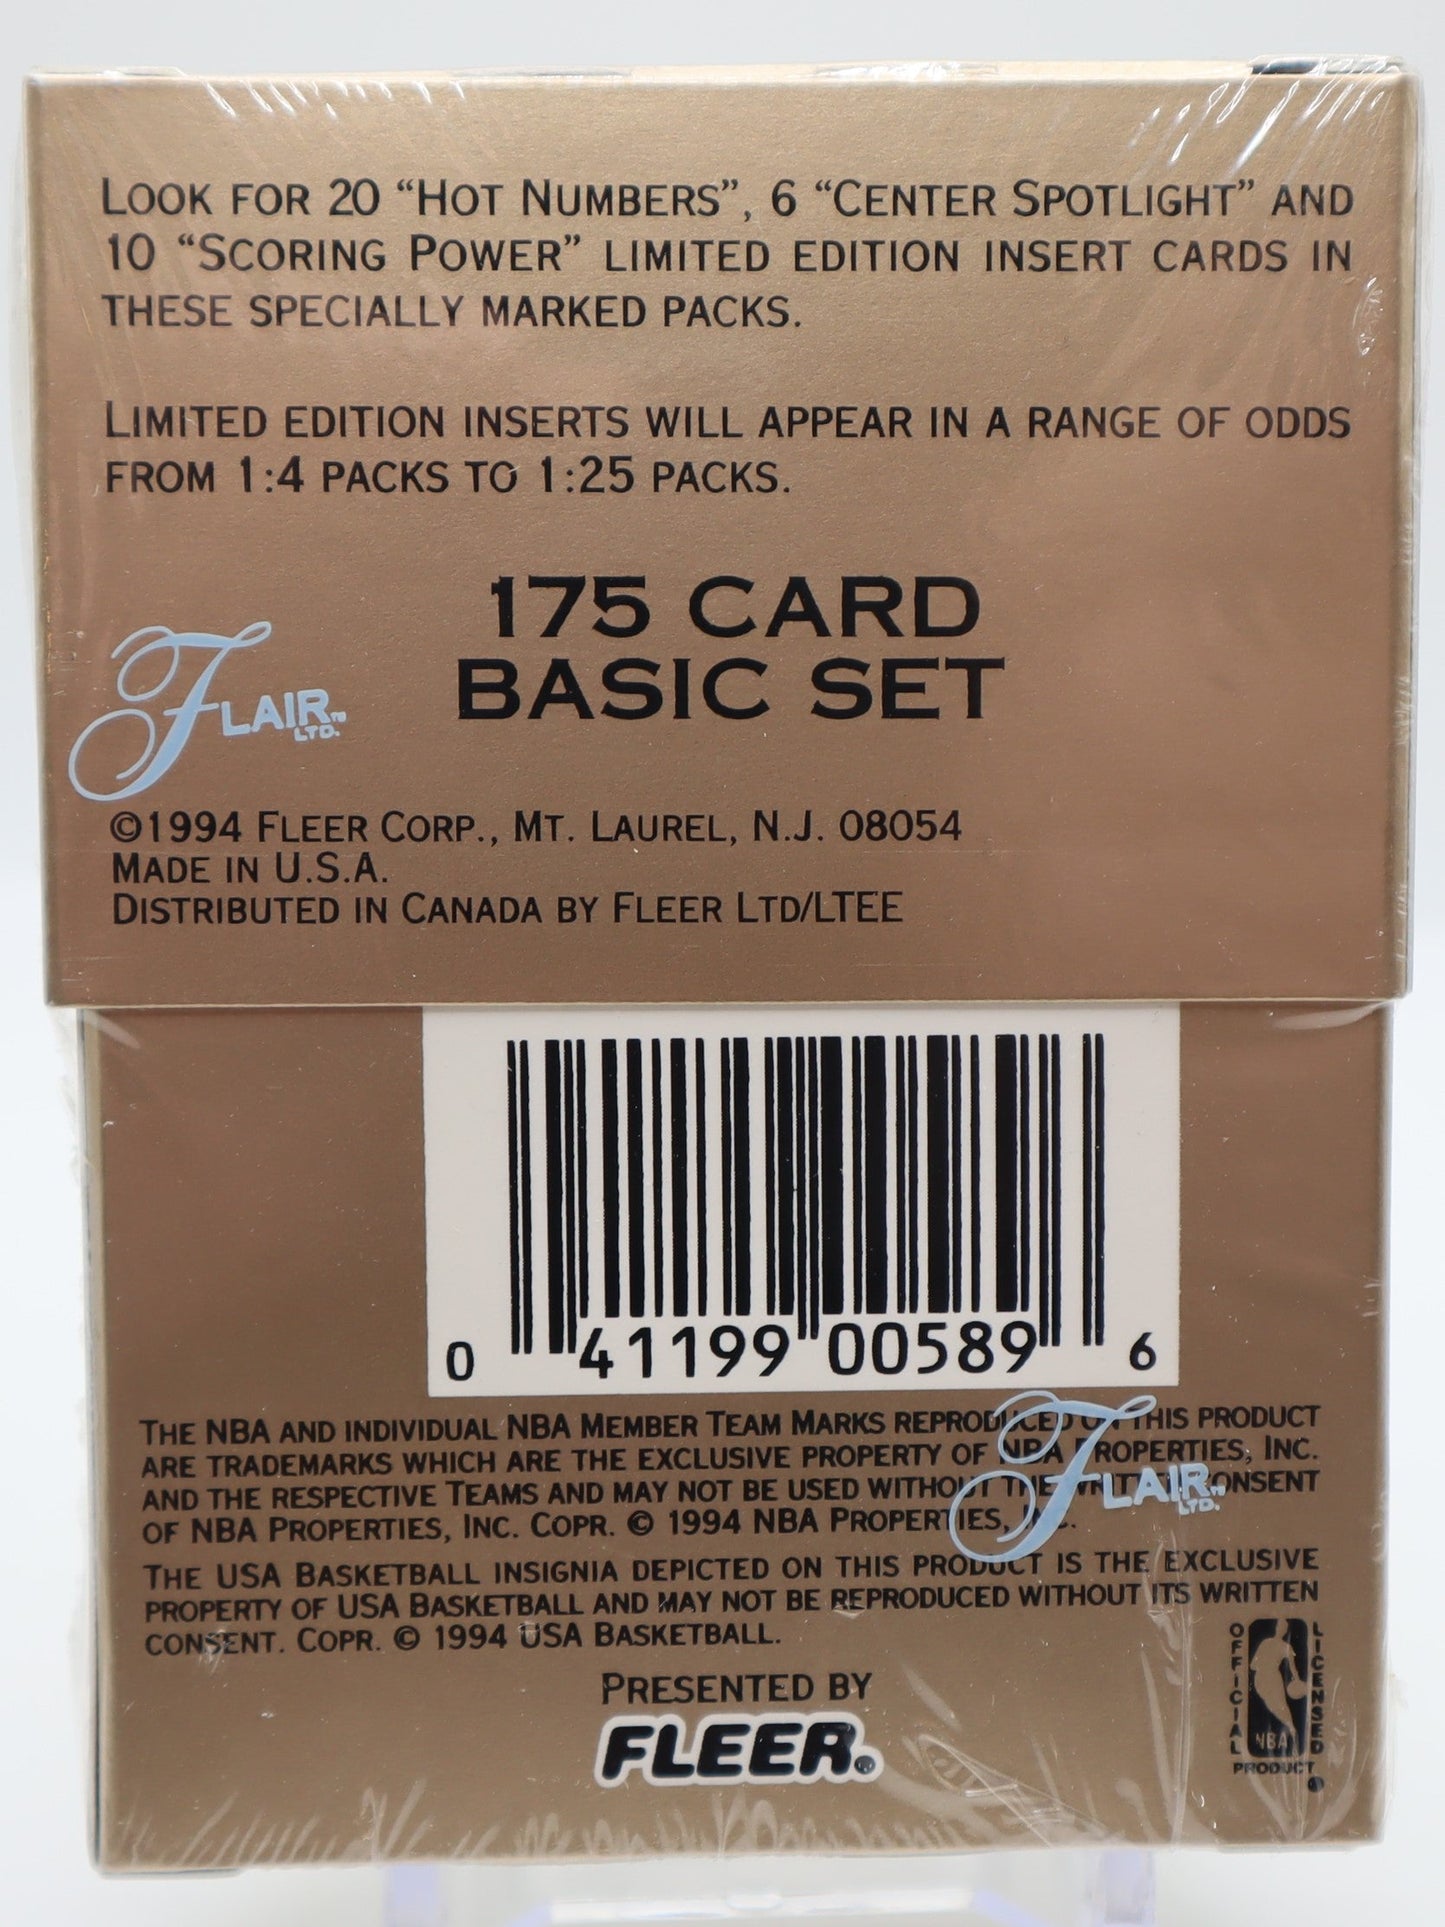 LOOK FOR 20 “HOT NUMBERS”, 6 “CENTER SPOTLIGHT” AND
10 “SCORING POWER” LIMITED EDITION INSERT CARDS IN
THESE SPECIALLY MARKED PACKS.
LIMITED EDITION INSERTS WILL APPEAR IN A RANGE OF ODDS
FROM 1:4 PACKS TO 1:25 PACKS.
175 CARD
BASIC SET
FLAIR™
LTD.
©1994 FLEER CORP., MT. LAUREL, N.J. 08054
MADE IN U.S.A.
DISTRIBUTED IN CANADA BY FLEER LTD/LTEE
0 41199 00589 6
THE NBA AND INDIVIDUAL NBA MEMBER TEAM MARKS REPRODUCED ON THIS PRODUCT
ARE TRADEMARKS WHICH ARE THE EXCLUSIVE PROPERTY OF NBA PROPERTIES, INC.
AND THE RESPECTIVE TEAMS AND MAY NOT BE USED WITHOUT THE WRITTEN CONSENT
OF NBA PROPERTIES, INC. COPR. © 1994 NBA PROPERTIES, INC.
FLAIR™
LTD.
THE USA BASKETBALL INSIGNIA DEPICTED ON THIS PRODUCT IS THE EXCLUSIVE
PROPERTY OF USA BASKETBALL AND MAY NOT BE REPRODUCED WITHOUT ITS WRITTEN
CONSENT. COPR. © 1994 USA BASKETBALL.
PRESENTED BY
FLEER®
OFFICIAL
LICENSED
NBA
PRODUCT
®